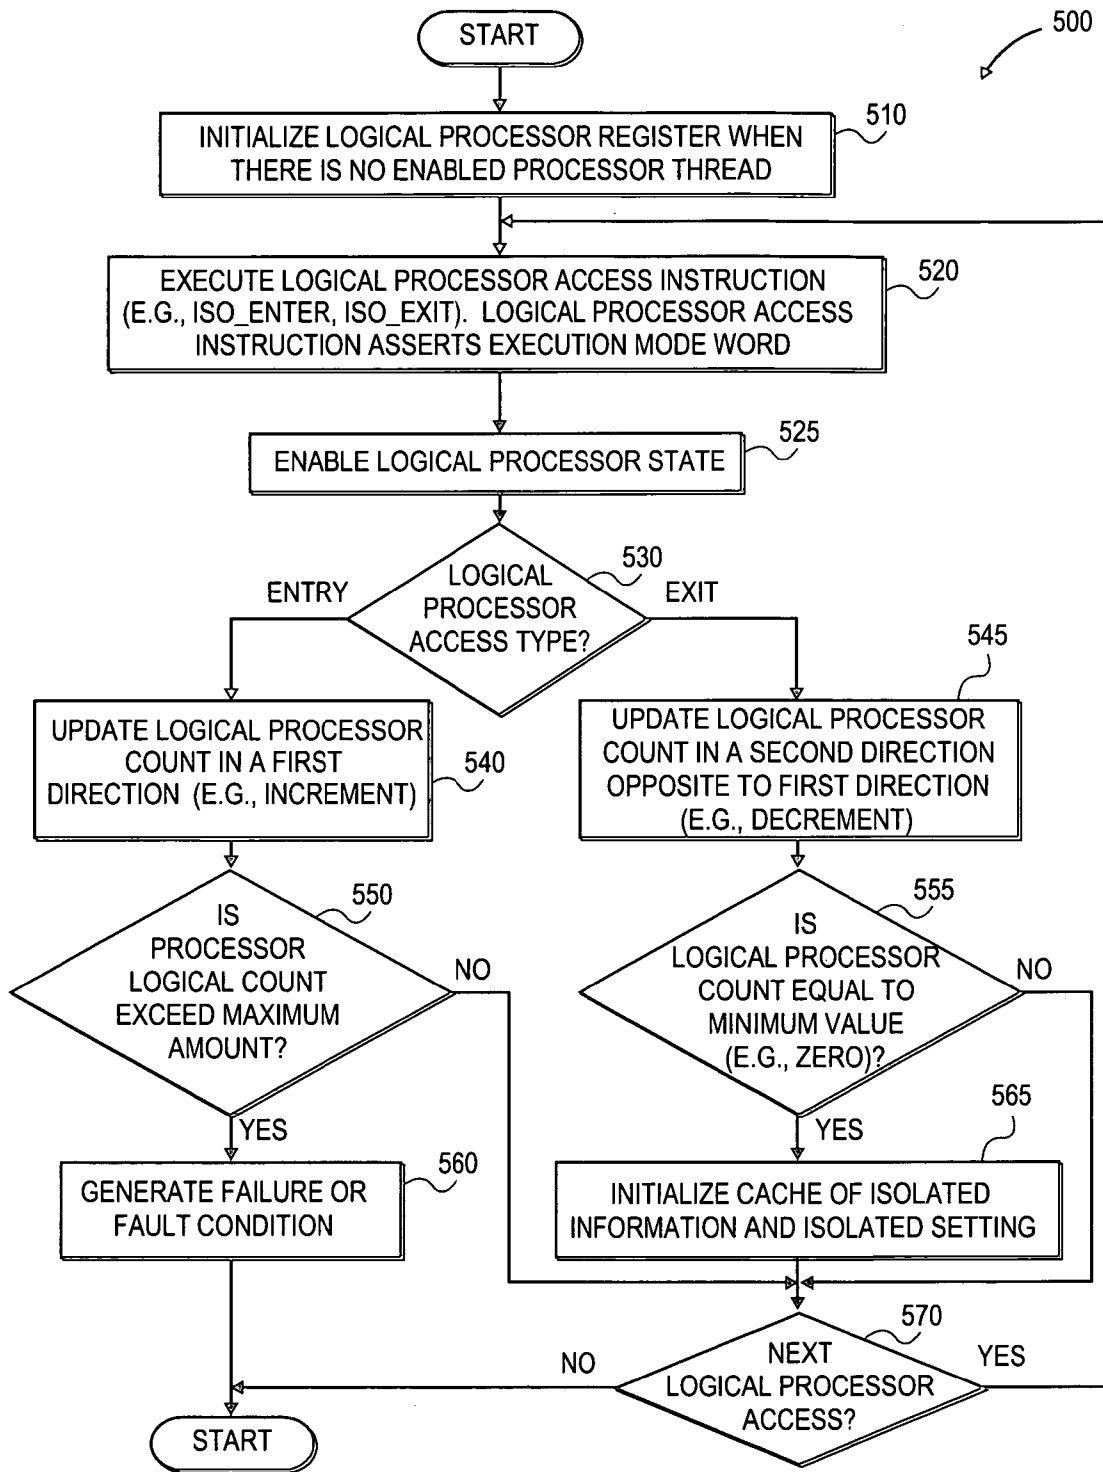 START
500
510
INITIALIZE LOGICAL PROCESSOR REGISTER WHEN
THERE IS NO ENABLED PROCESSOR THREAD
520
EXECUTE LOGICAL PROCESSOR ACCESS INSTRUCTION
(E.G., ISO_ENTER, ISO_EXIT). LOGICAL PROCESSOR ACCESS
INSTRUCTION ASSERTS EXECUTION MODE WORD
525
ENABLE LOGICAL PROCESSOR STATE
530
LOGICAL
PROCESSOR
ACCESS TYPE?
ENTRY
EXIT
UPDATE LOGICAL PROCESSOR
COUNT IN A FIRST
DIRECTION (E.G., INCREMENT)
540
545
UPDATE LOGICAL PROCESSOR
COUNT IN A SECOND DIRECTION
OPPOSITE TO FIRST DIRECTION
(E.G., DECREMENT)
550
IS
PROCESSOR
LOGICAL COUNT
EXCEED MAXIMUM
AMOUNT?
NO
YES
555
IS
LOGICAL PROCESSOR
COUNT EQUAL TO
MINIMUM VALUE
(E.G., ZERO)?
NO
YES
560
GENERATE FAILURE OR
FAULT CONDITION
565
INITIALIZE CACHE OF ISOLATED
INFORMATION AND ISOLATED SETTING
570
NEXT
LOGICAL PROCESSOR
ACCESS?
NO
YES
START